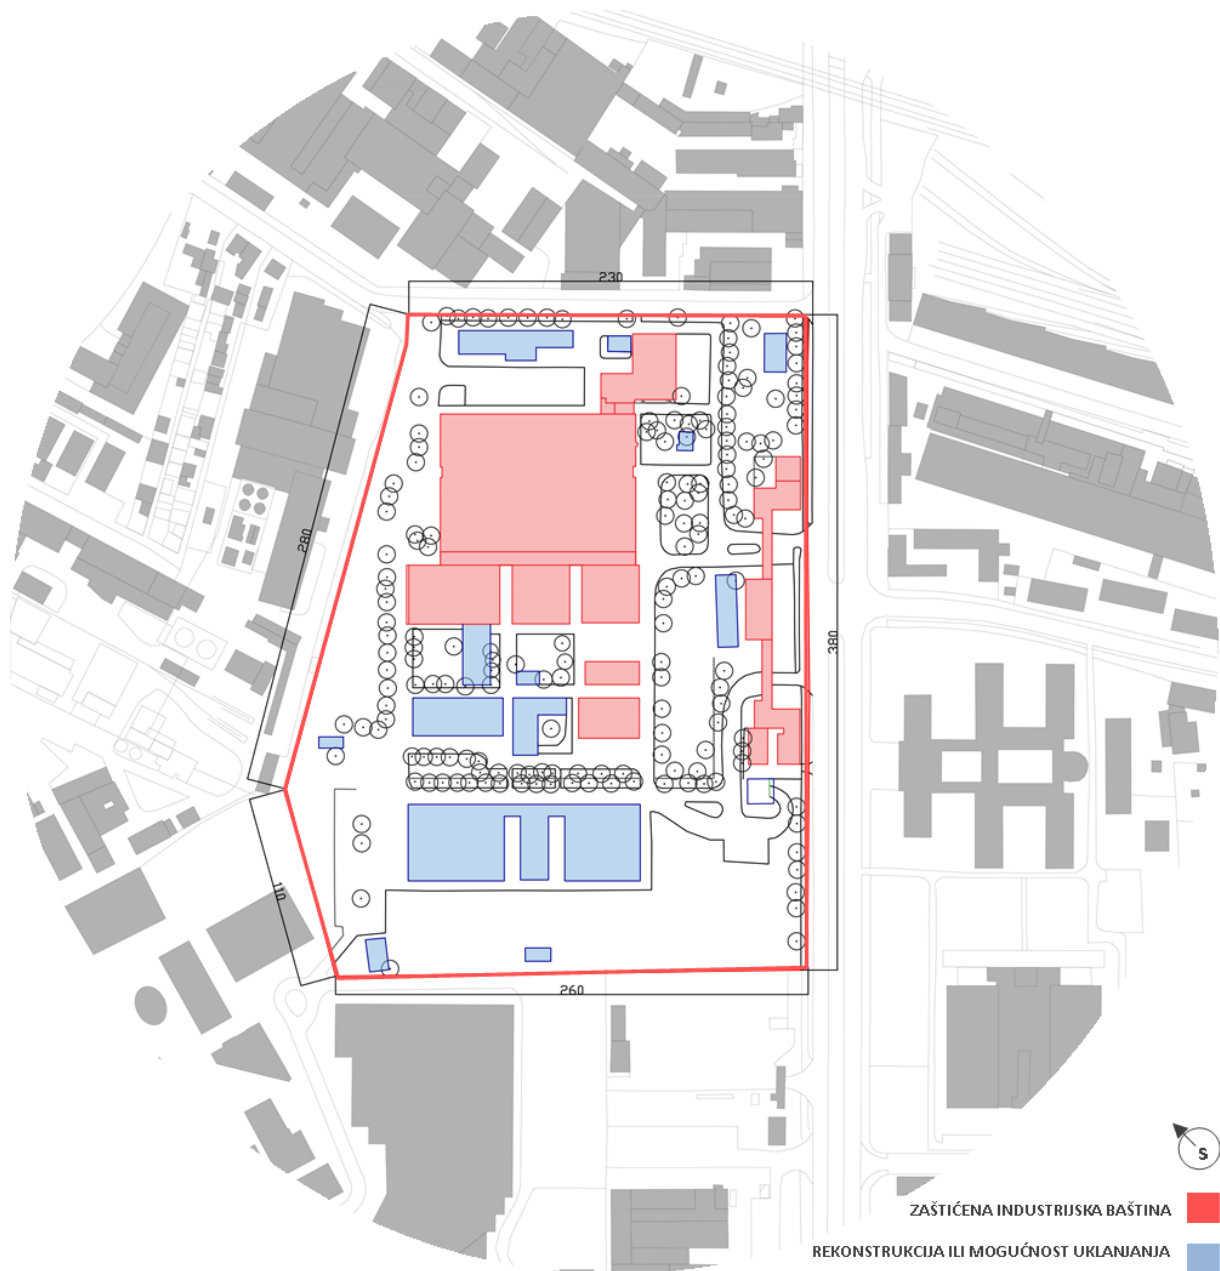 230
280
380
110
260
S
ZAŠTIĆENA INDUSTRIJSKA BAŠTINA
REKONSTRUKCIJA ILI MOGUĆNOST UKLANJANJA